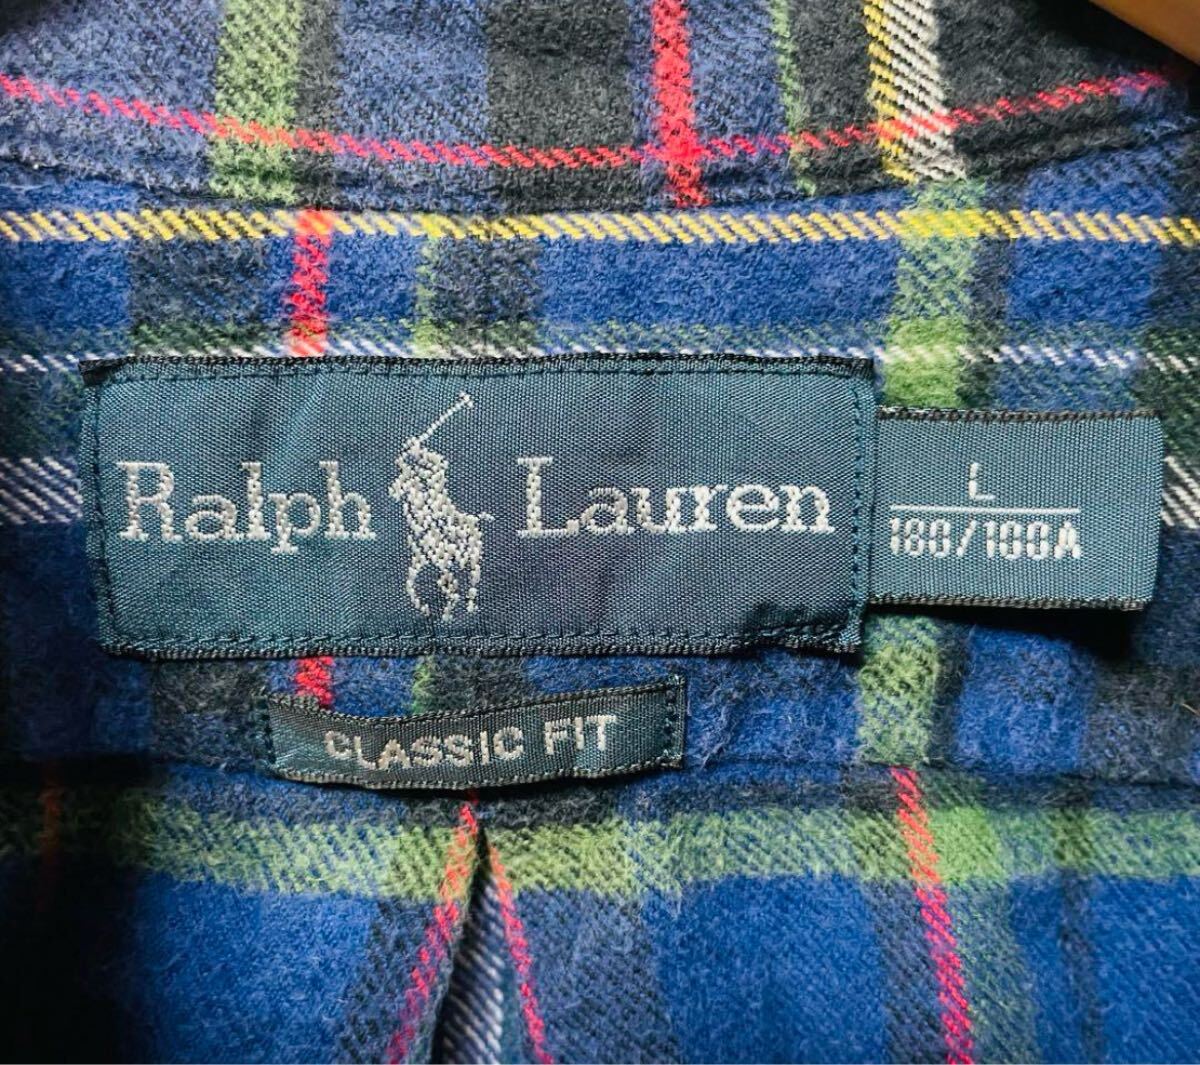 Ralph Lauren
L
180/100A
CLASSIC FIT